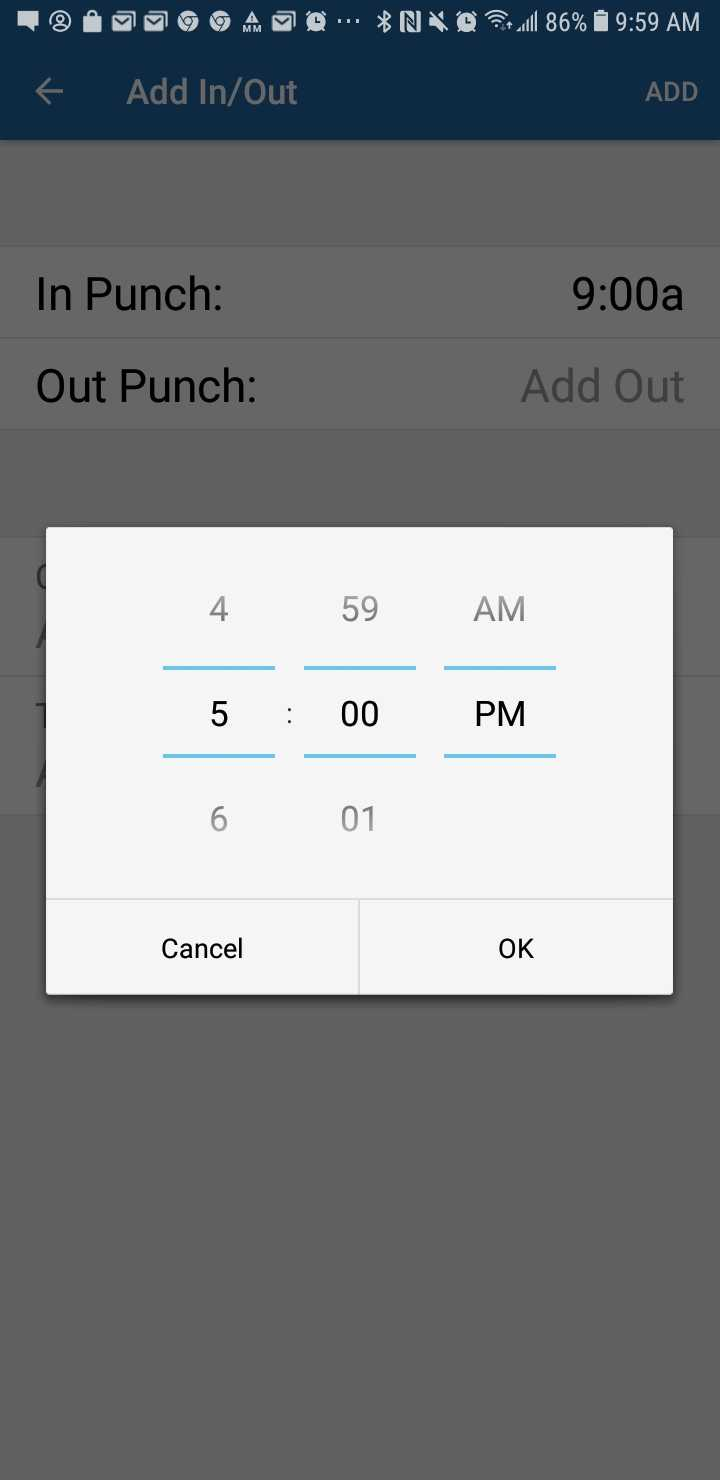 MM 86% 9:59 AM
Add In/Out ADD
In Punch: 9:00a
Out Punch: Add Out
4 59 AM
5 : 00 PM
6 01
Cancel OK